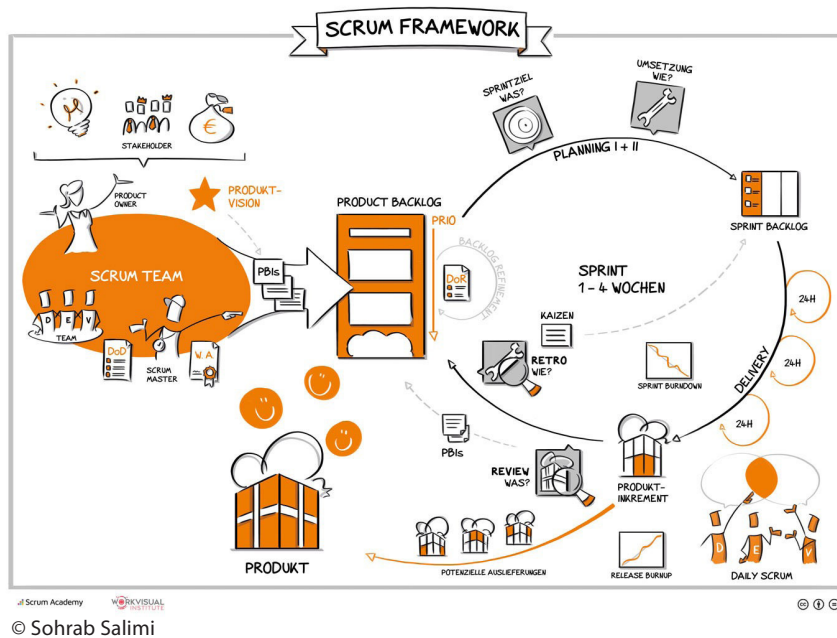 SCRUM FRAMEWORK
€
STAKEHOLDER
PRODUCT
OWNER
PRODUKT-
VISION
SCRUM TEAM
D E V
TEAM
DoD
SCRUM
MASTER
W.A.
PBIs
PRODUCT BACKLOG
PRIO
DoR
BACKLOG REFINEMENT
SPRINTZIEL
WAS?
UMSETZUNG
WIE?
PLANNING I + II
SPRINT BACKLOG
SPRINT
1 – 4 WOCHEN
KAIZEN
RETRO
WIE?
SPRINT BURNDOWN
DELIVERY
24H
24H
24H
PBIs
REVIEW
WAS?
PRODUKT-
INKREMENT
PRODUKT
POTENZIELLE AUSLIEFERUNGEN
RELEASE BURNUP
D E V
DAILY SCRUM
Scrum Academy
WORKVISUAL
INSTITUTE
cc
© Sohrab Salimi